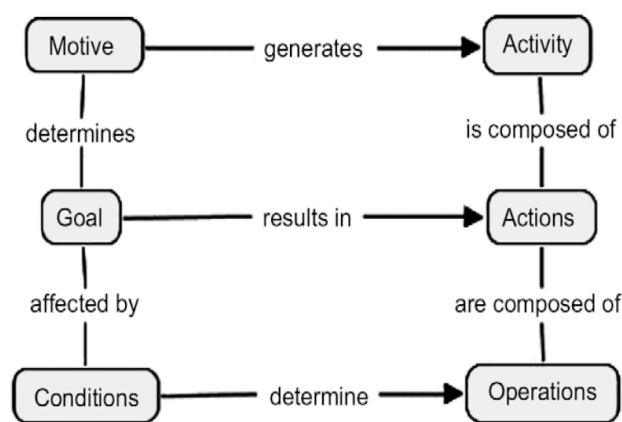 Motive
generates
Activity
determines
is composed of
Goal
results in
Actions
affected by
are composed of
Conditions
determine
Operations